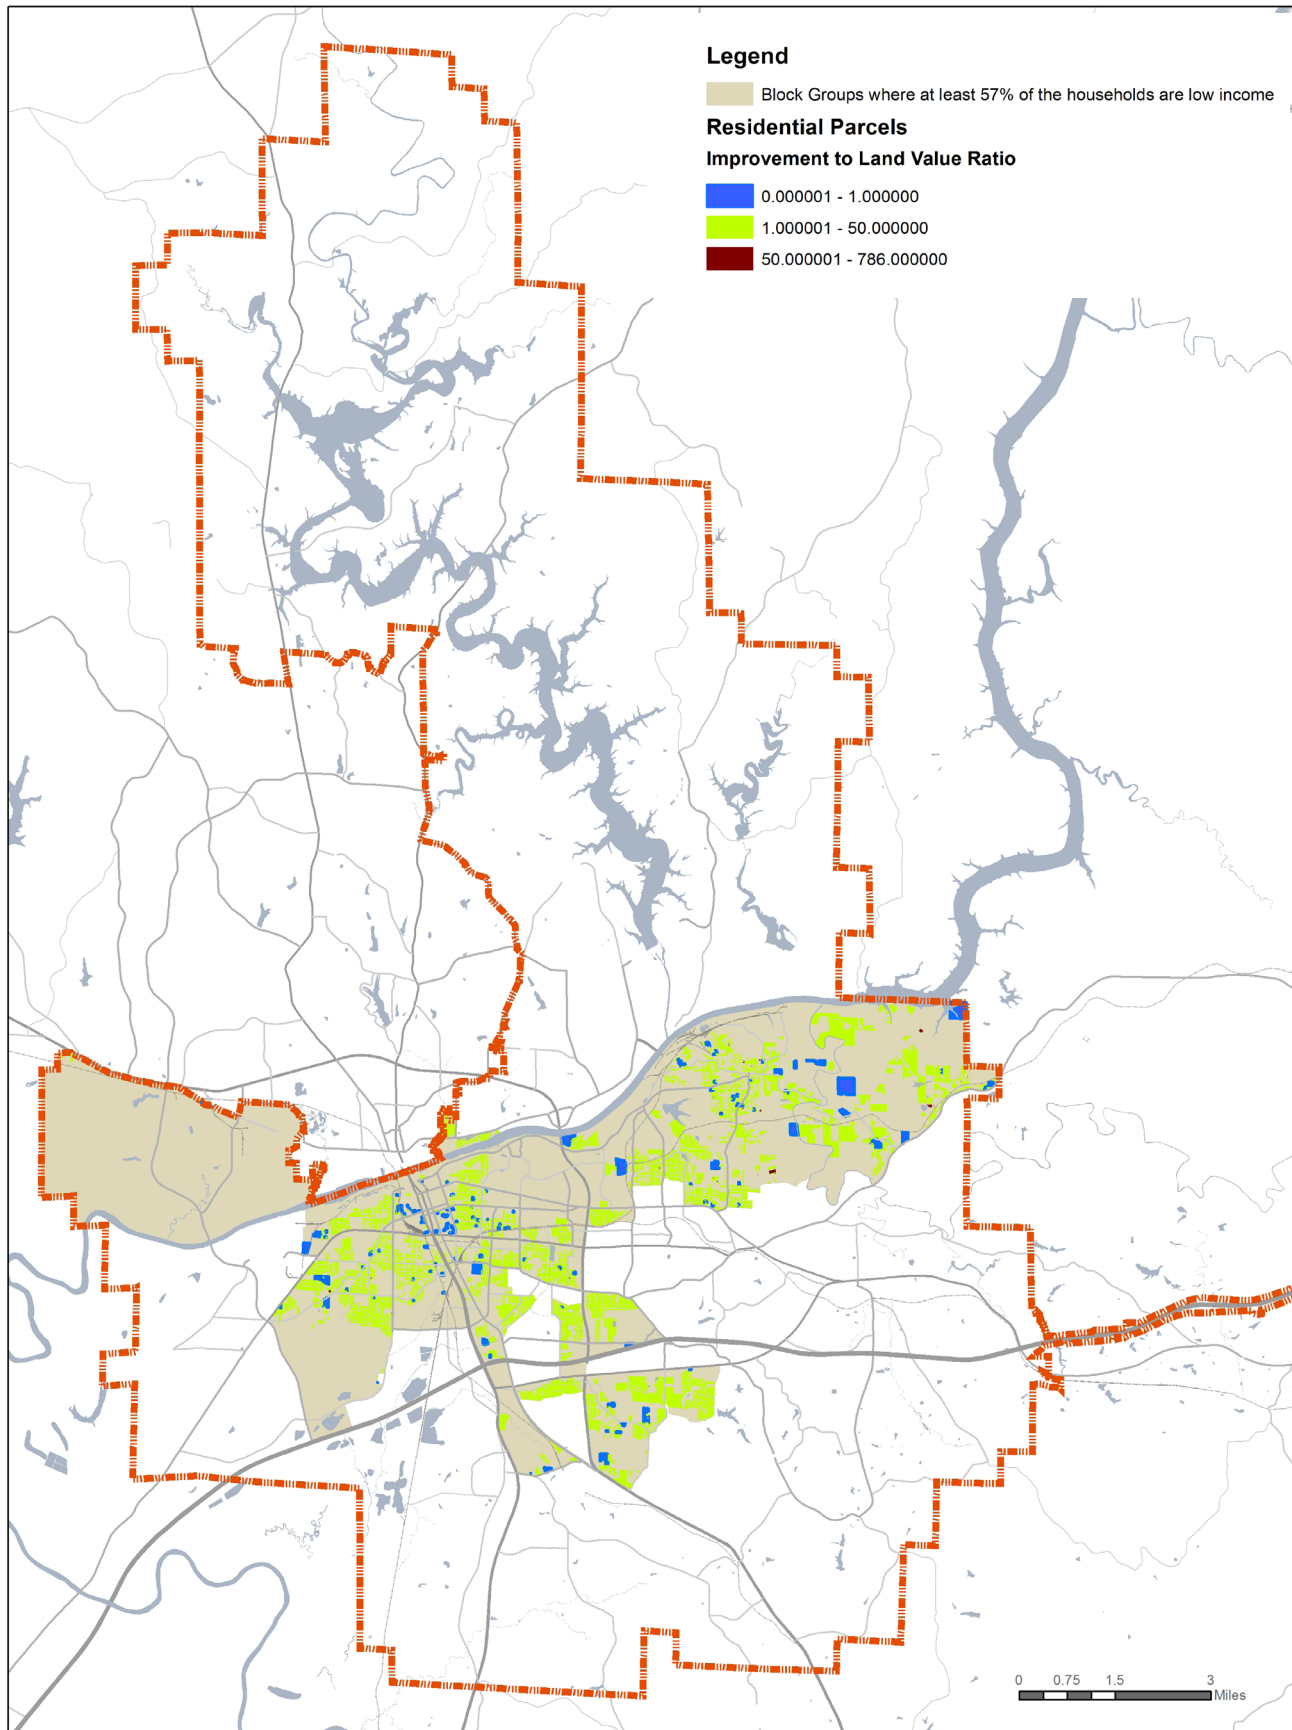 Legend
Block Groups where at least 57% of the households are low income
Residential Parcels
Improvement to Land Value Ratio
0.000001 - 1.000000
1.000001 - 50.000000
50.000001 - 786.000000
0 0.75 1.5 3
Miles